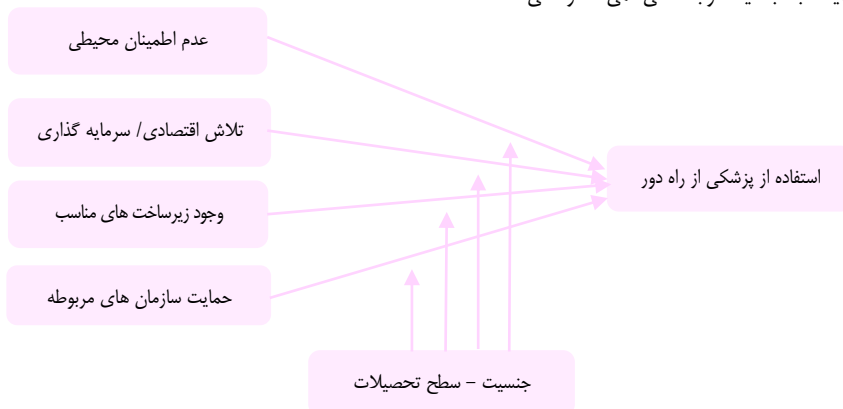 عدم اطمینان محیطی
تلاش اقتصادی/ سرمایه گذاری
استفاده از پزشکی از راه دور
وجود زیرساخت های مناسب
حمایت سازمان های مربوطه
جنسیت – سطح تحصیلات